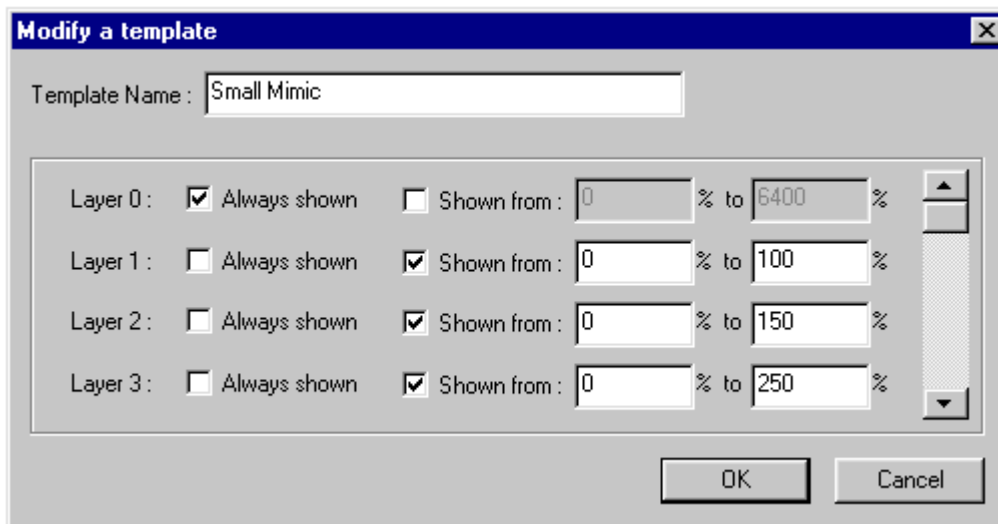 Modify a template
Template Name : Small Mimic
Layer 0 : Always shown Shown from : 0 % to 6400 %
Layer 1 : Always shown Shown from : 0 % to 100 %
Layer 2 : Always shown Shown from : 0 % to 150 %
Layer 3 : Always shown Shown from : 0 % to 250 %
OK Cancel